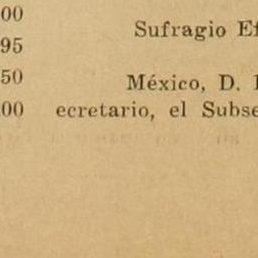 00
Sufragio Ef
95
50
México, D.
00 ecretario, el Subse